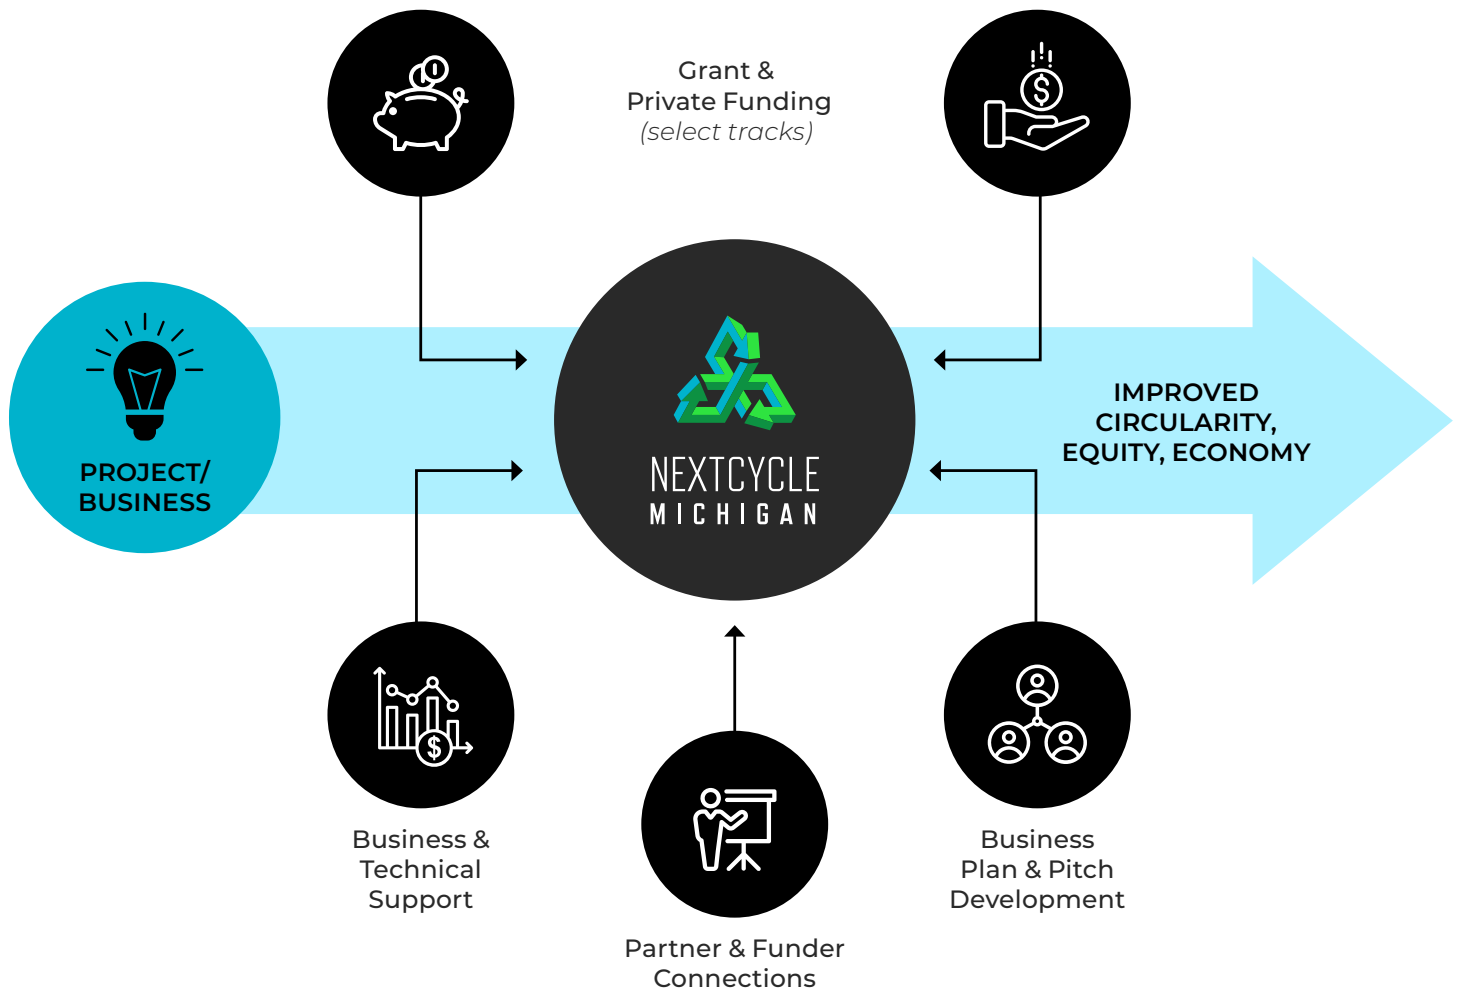 Grant &
Private Funding
(select tracks)
PROJECT/
BUSINESS
NEXTCYCLE
MICHIGAN
IMPROVED
CIRCULARITY,
EQUITY, ECONOMY
Business &
Technical
Support
Partner & Funder
Connections
Business
Plan & Pitch
Development